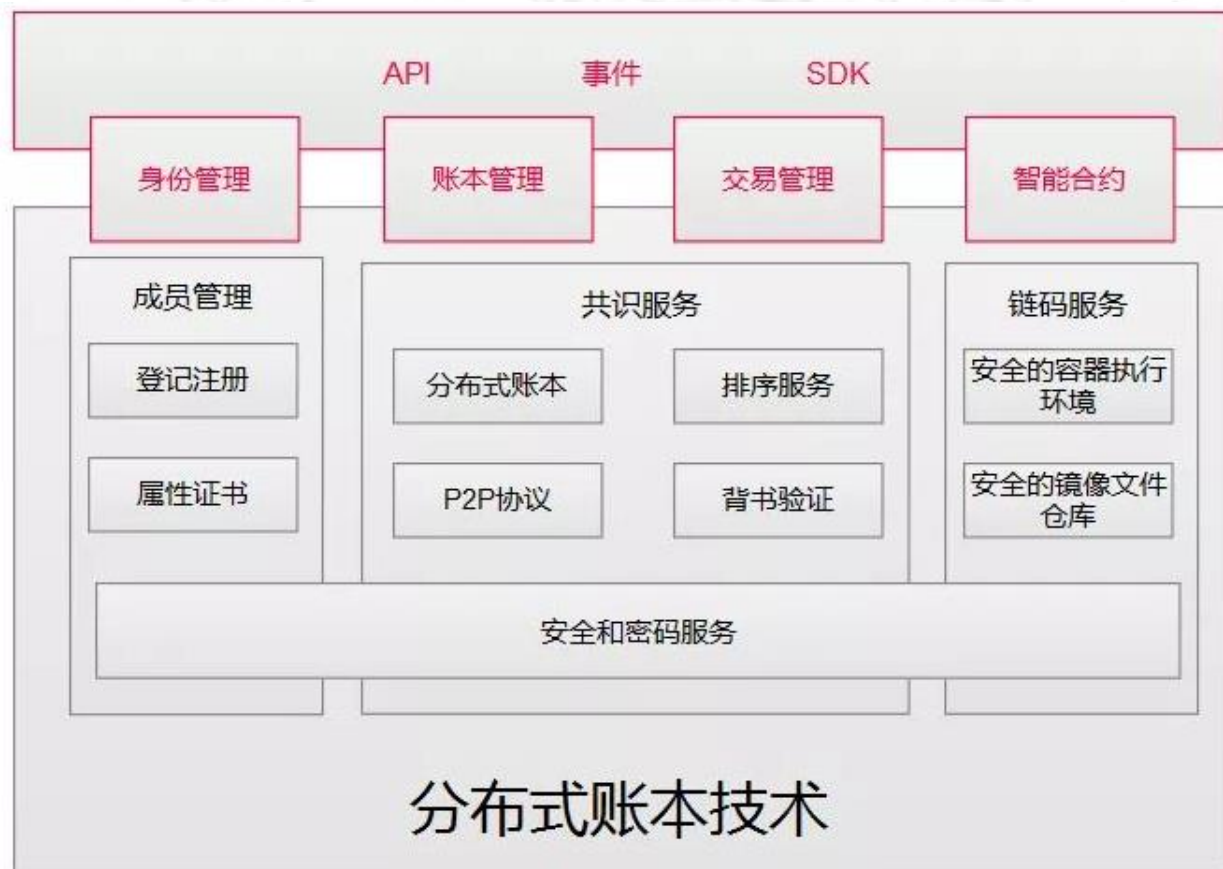 API 事件 SDK
身份管理 账本管理 交易管理 智能合约
成员管理 共识服务 链码服务
登记注册 分布式账本 排序服务 安全的容器执行
环境
属性证书 P2P协议 背书验证 安全的镜像文件
仓库
安全和密码服务
分布式账本技术